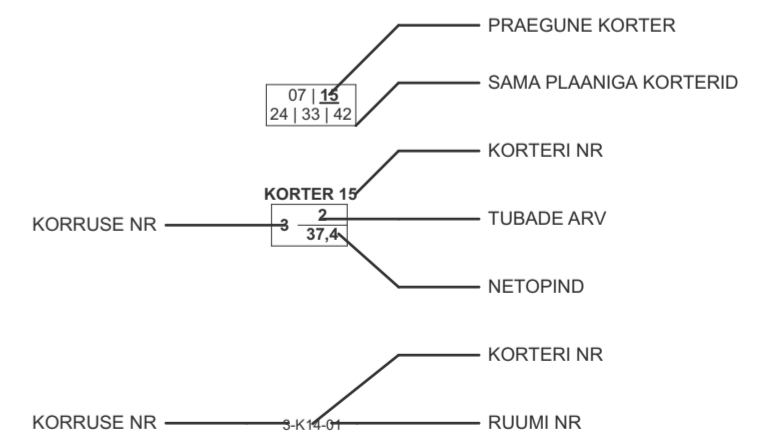 PRAEGUNE KORTER
SAMA PLAANIGA KORTERID
07 | 15
24 | 33 | 42
KORTERI NR
KORTER 15
KORRUSE NR
3
2
37,4
TUBADE ARV
NETOPIND
KORTERI NR
KORRUSE NR
3-K14-01
RUUMI NR